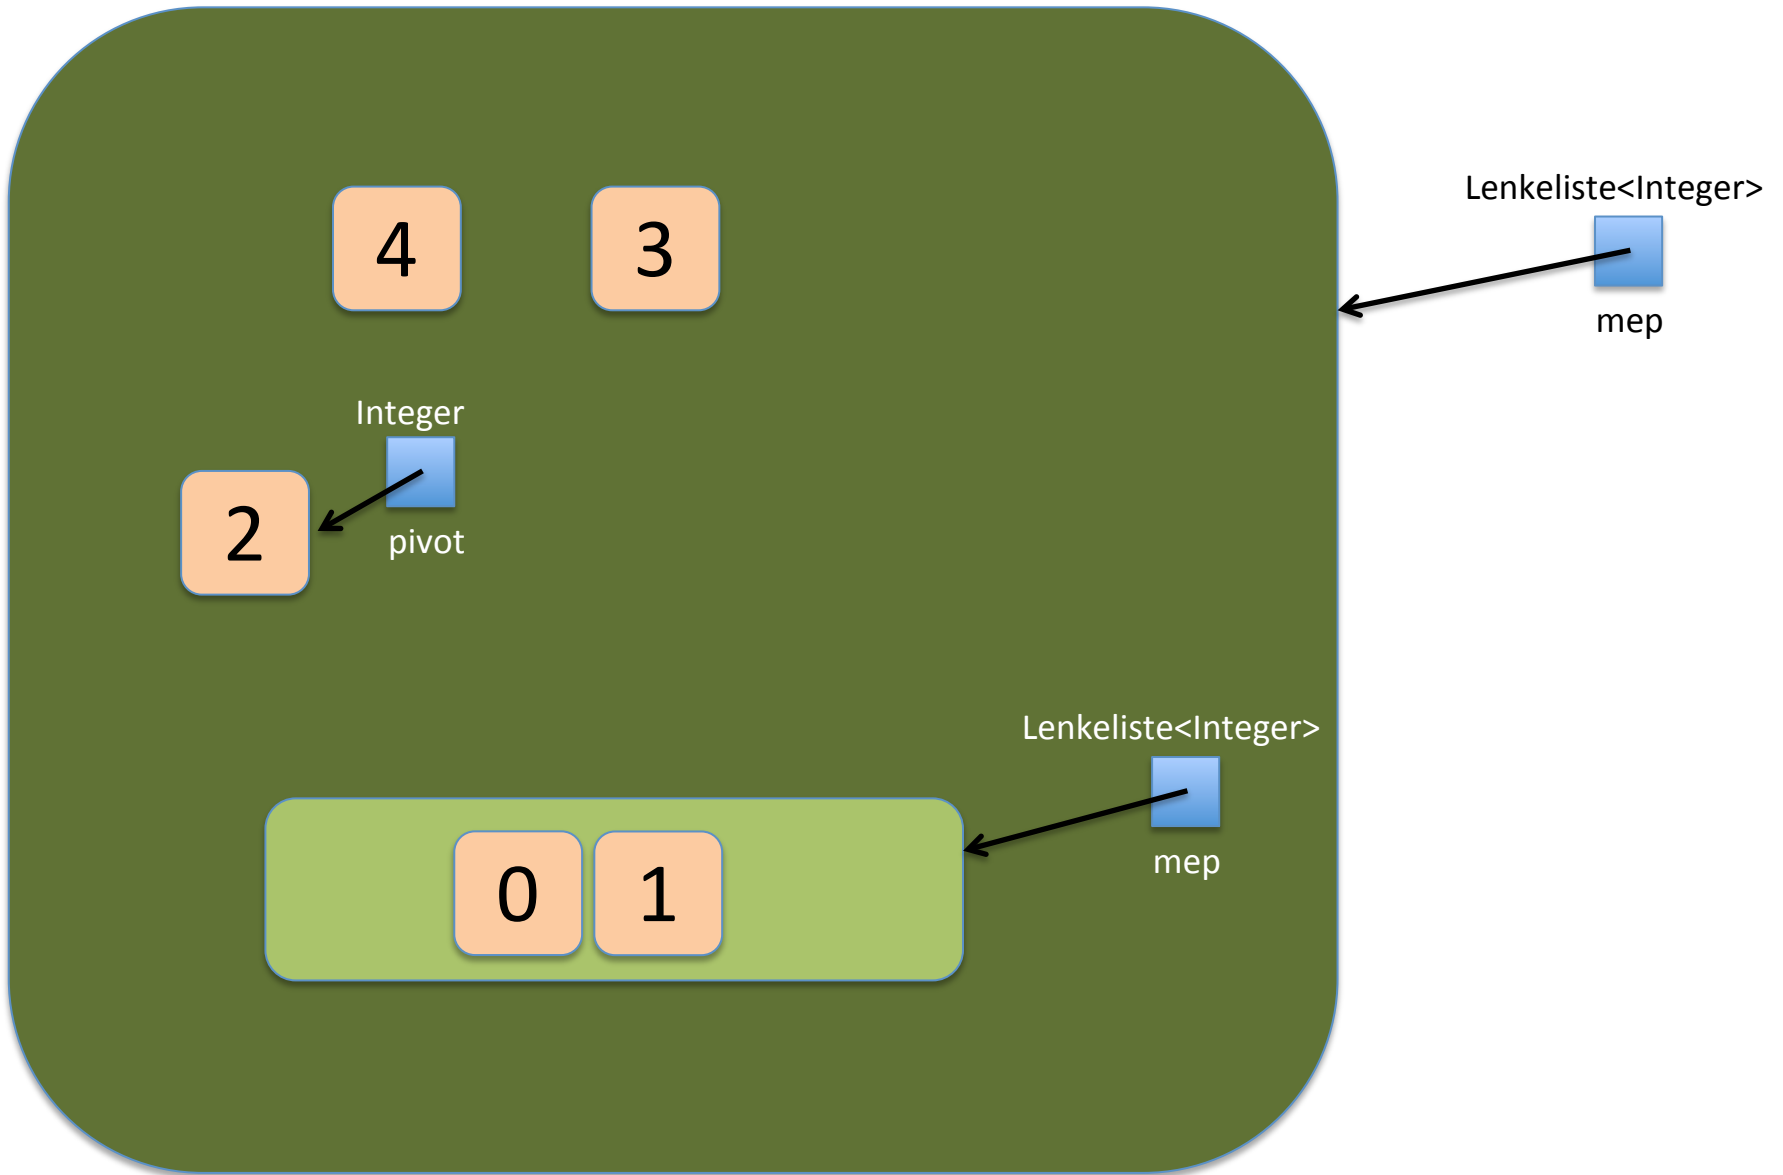 Lenkeliste<Integer>
4
3
mep
Integer
2
pivot
Lenkeliste<Integer>
0
1
mep